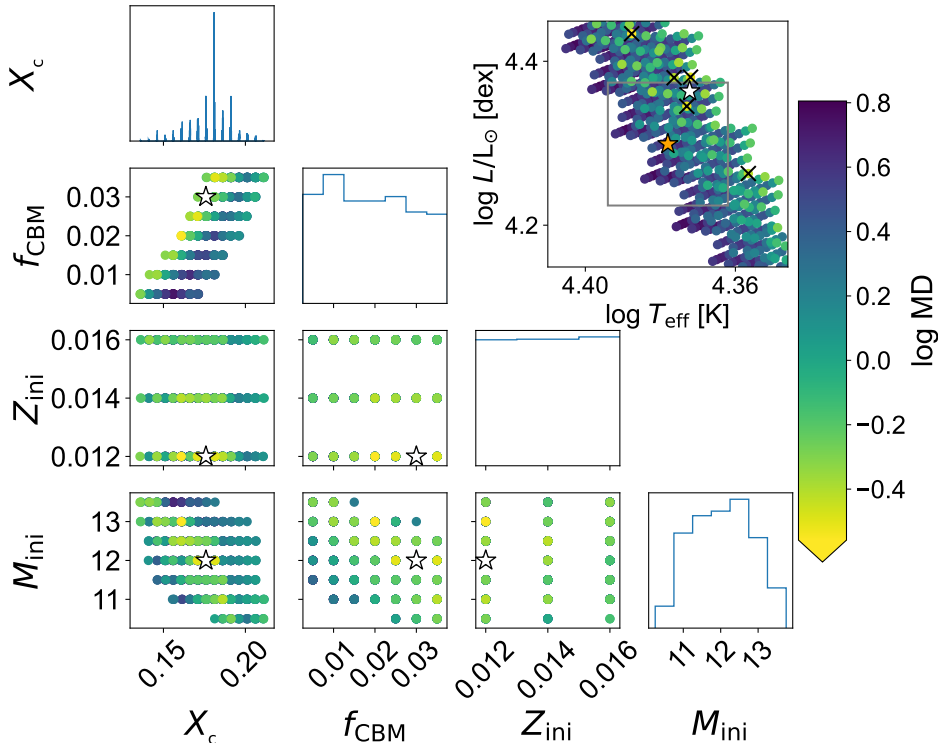 X_c
4.4
4.2
log L/L_⊙ [dex]
4.40
4.36
log T_eff [K]
0.8
0.6
0.4
0.2
0.0
−0.2
−0.4
log MD
f_CBM
0.03
0.02
0.01
Z_ini
0.016
0.014
0.012
M_ini
13
12
11
0.15
0.20
0.01
0.02
0.03
0.012
0.014
0.016
11
12
13
X_c
f_CBM
Z_ini
M_ini